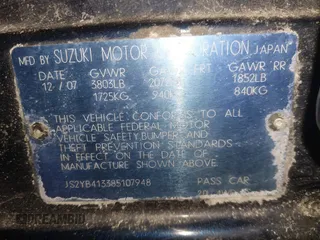 MFD BY SUZUKI MOTOR CORPORATION JAPAN
DATE GVWR GAWR FRT GAWR RR
12/07 3803LB 1852LB
1725KG 940KG 840KG
THIS VEHICLE CONFORMS TO ALL
APPLICABLE FEDERAL MOTOR
VEHICLE SAFETY, BUMPER AND
THEFT PREVENTION STANDARDS
IN EFFECT ON THE DATE OF
MANUFACTURE SHOWN ABOVE
JS2YB413385107948 PASS CAR